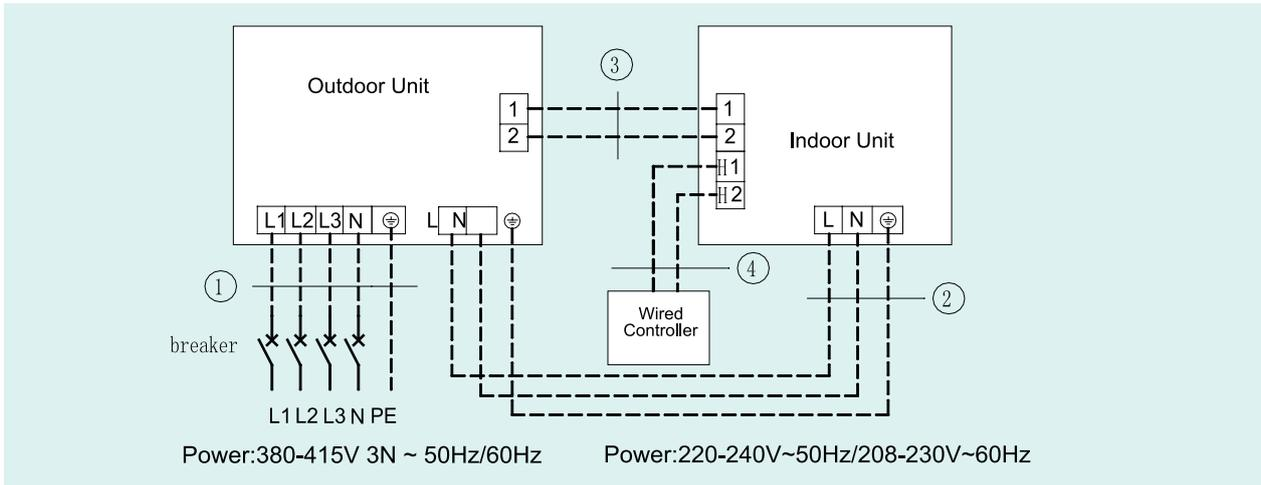 Outdoor Unit
③
1
2
1
2
H1
H2
Indoor Unit
L1 L2 L3 N
L N
L N
①
④
②
Wired
Controller
breaker
L1 L2 L3 N PE
Power:380-415V 3N ~ 50Hz/60Hz
Power:220-240V~50Hz/208-230V~60Hz